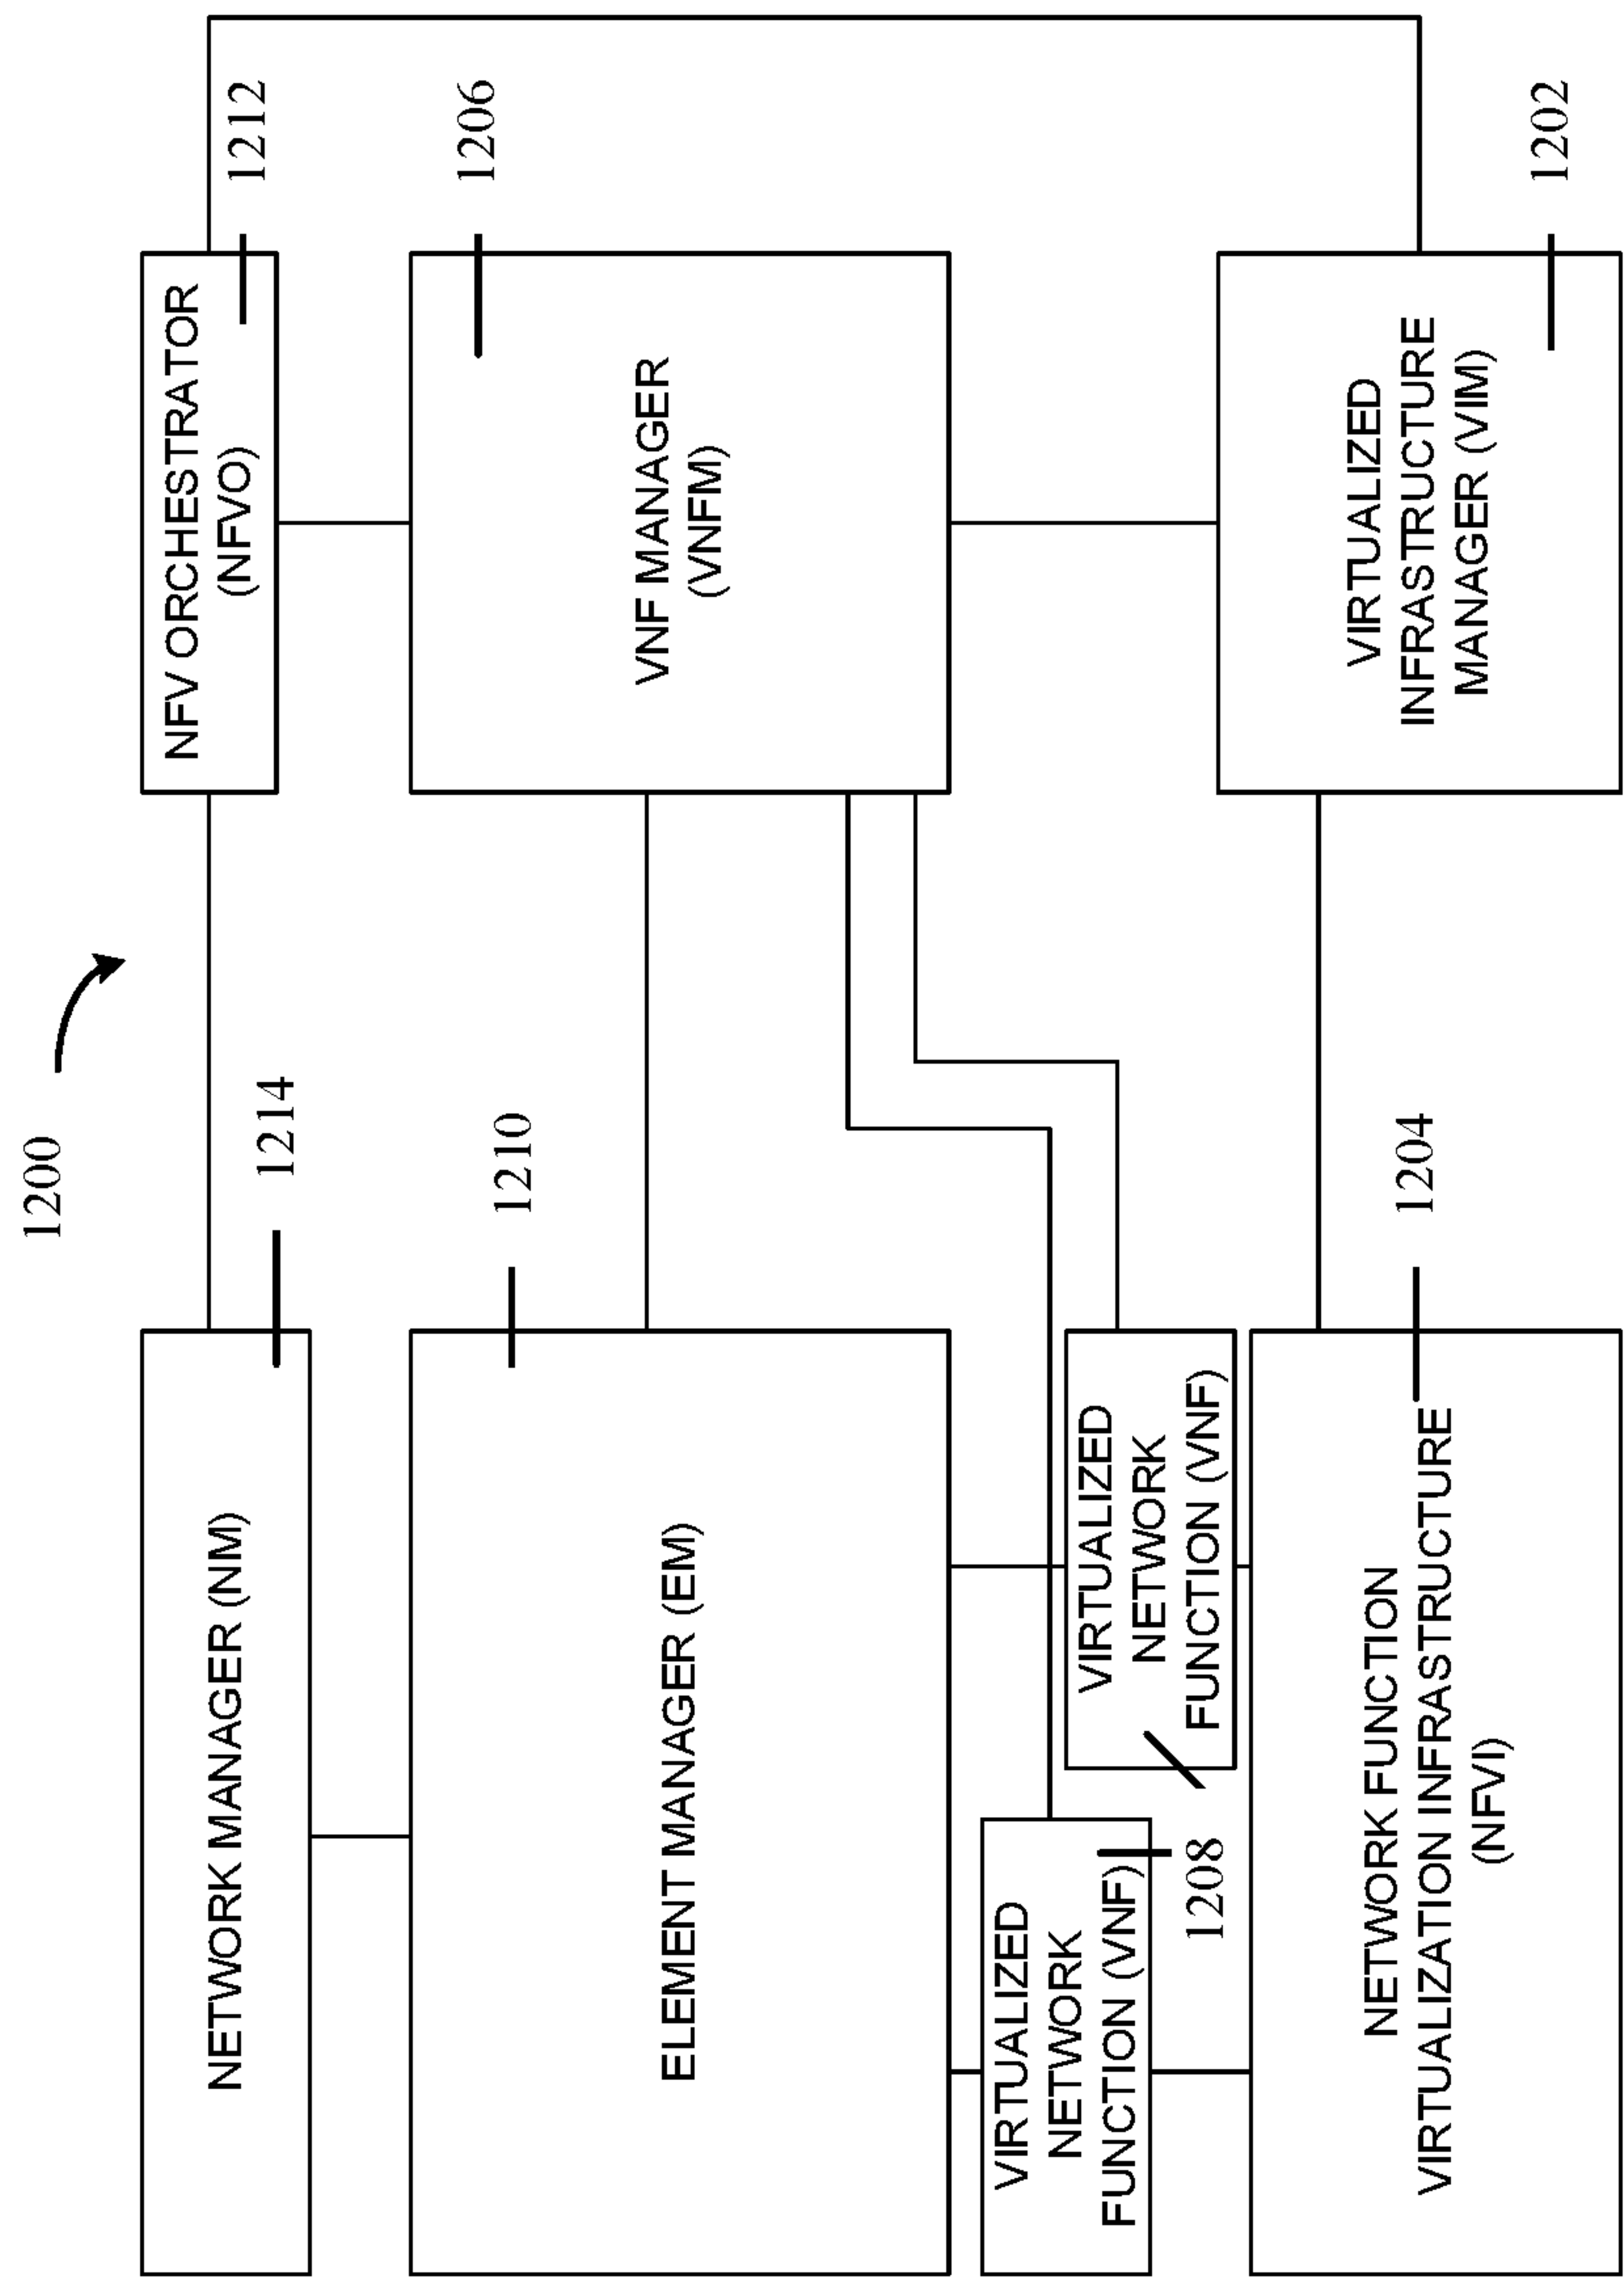 1200
NETWORK MANAGER (NM)
1214
NFV ORCHESTRATOR
(NFVO)
1212
ELEMENT MANAGER (EM)
1210
VNF MANAGER
(VNFM)
1206
VIRTUALIZED
NETWORK
FUNCTION (VNF)
1208
VIRTUALIZED
NETWORK
FUNCTION (VNF)
NETWORK FUNCTION
VIRTUALIZATION INFRASTRUCTURE
(NFVI)
1204
VIRTUALIZED
INFRASTRUCTURE
MANAGER (VIM)
1202